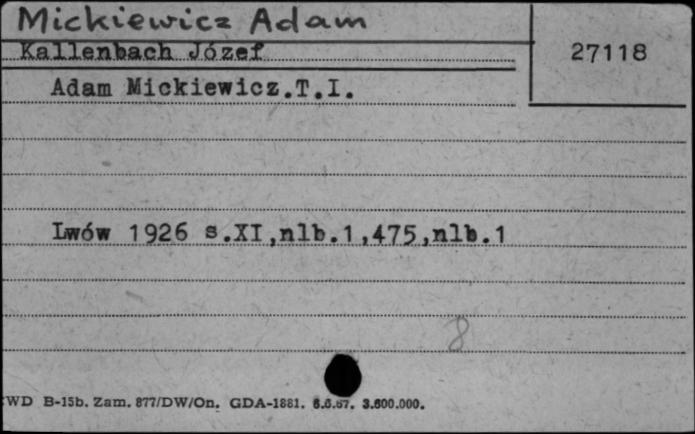 Mickiewicz Adam
Kallenbach Józef
27118
Adam Mickiewicz.T.I.
Lwów 1926 s.XI,nlb.1,475,nlb.1
8
WD B-15b. Zam. 877/DW/On. GDA-1881. 6.6.67. 3.600.000.